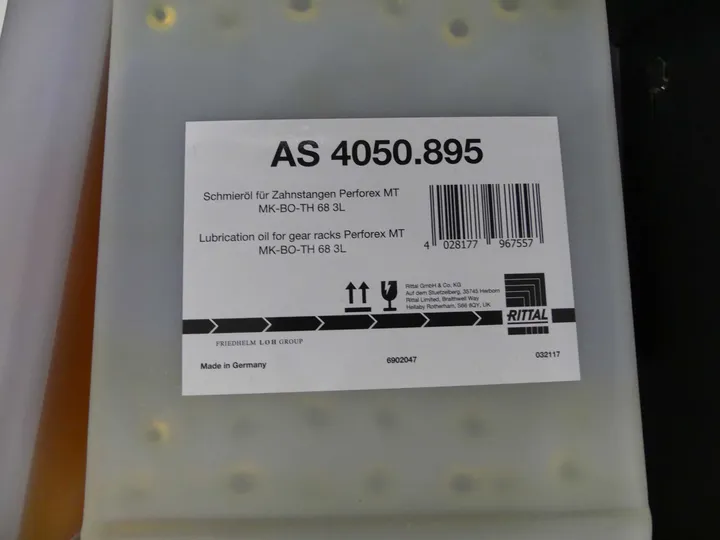 AS 4050.895
Schmieröl für Zahnstangen Perforex MT
MK-BO-TH 68 3L
Lubrication oil for gear racks Perforex MT
MK-BO-TH 68 3L
4 028177 967557
Rittal GmbH & Co. KG
Auf dem Stuetzelberg, 35745 Herborn
Rittal Limited, Braithwell Way
Hellaby Rotherham, S66 8QY, UK
RITTAL
FRIEDHELM LOH GROUP
Made in Germany
6902047
032117